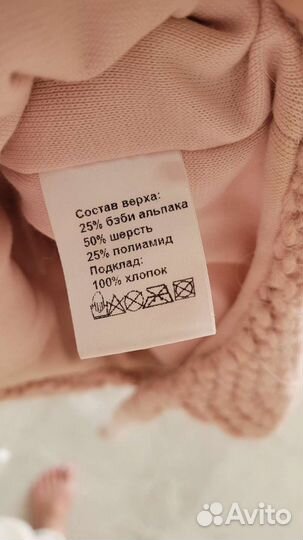 Состав верха:
25% бэби альпака
50% шерсть
25% полиамид
Подклад:
100% хлопок
Avito